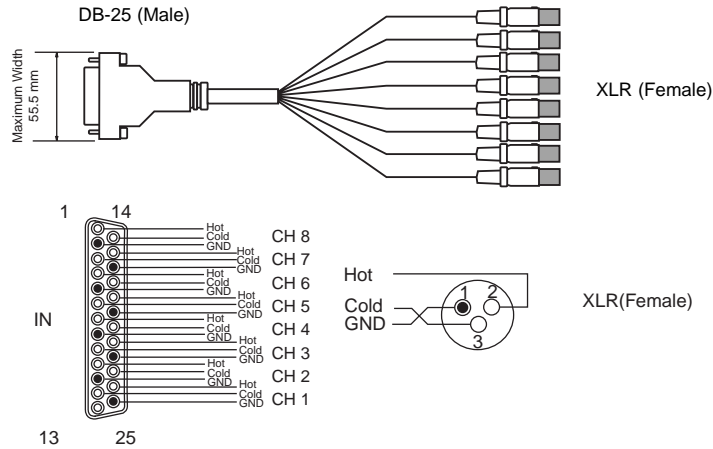 DB-25 (Male)
Maximum Width
55.5 mm
XLR (Female)
1 14
Hot
Cold
GND
CH 8
Hot
Cold
GND
CH 7
Hot
Cold
GND
CH 6
Hot
Cold
GND
CH 5
Hot
Cold
GND
CH 4
Hot
Cold
GND
CH 3
Hot
Cold
GND
CH 2
Hot
Cold
GND
CH 1
IN
13 25
Hot
Cold
GND
1 2
3
XLR(Female)